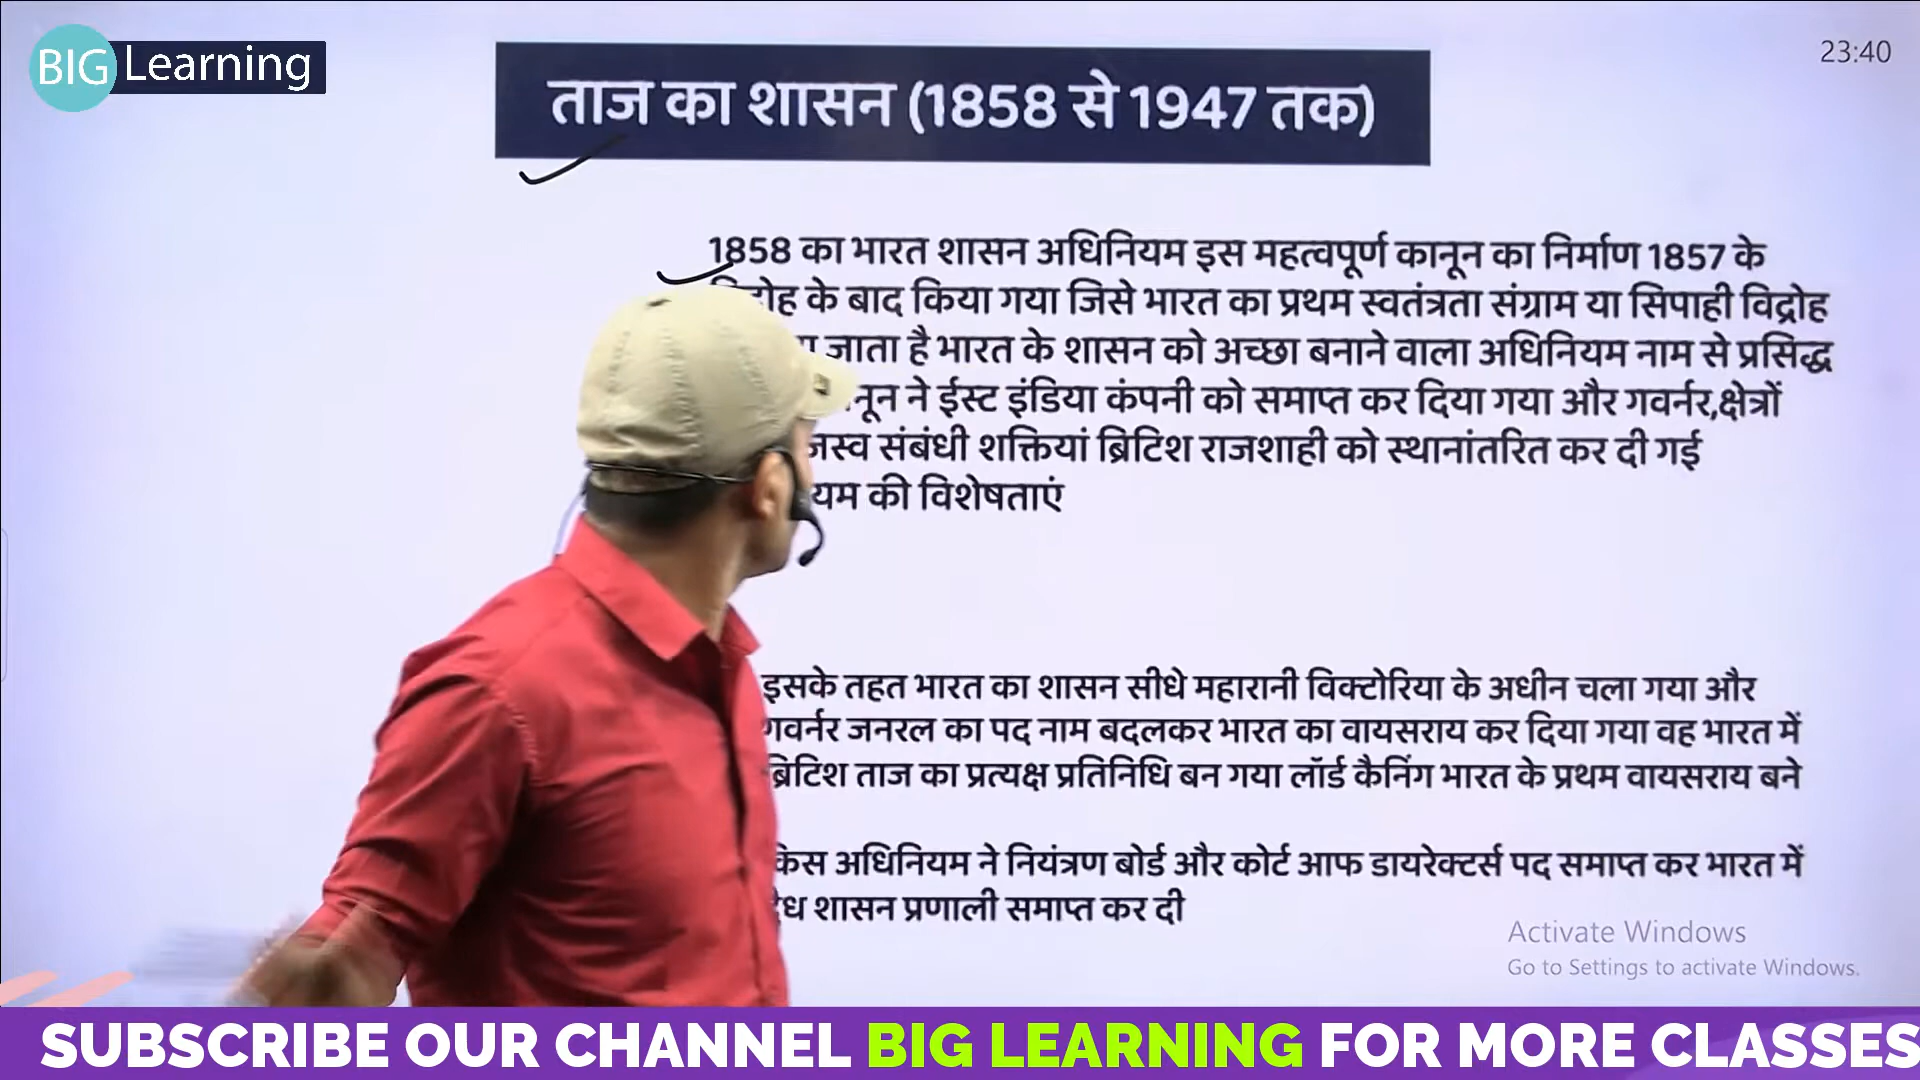 BIG Learning
23:40
ताज का शासन (1858 से 1947 तक)
1858 का भारत शासन अधिनियम इस महत्वपूर्ण कानून का निर्माण 1857 के
के बाद किया गया जिसे भारत का प्रथम स्वतंत्रता संग्राम या सिपाही विद्रोह
जाता है भारत के शासन को अच्छा बनाने वाला अधिनियम नाम से प्रसिद्ध
ने ईस्ट इंडिया कंपनी को समाप्त कर दिया गया और गवर्नर,क्षेत्रों
संबंधी शक्तियां ब्रिटिश राजशाही को स्थानांतरित कर दी गई
की विशेषताएं
इसके तहत भारत का शासन सीधे महारानी विक्टोरिया के अधीन चला गया और
गवर्नर जनरल का पद नाम बदलकर भारत का वायसराय कर दिया गया वह भारत में
ब्रिटिश ताज का प्रत्यक्ष प्रतिनिधि बन गया लॉर्ड कैनिंग भारत के प्रथम वायसराय बने
किस अधिनियम ने नियंत्रण बोर्ड और कोर्ट आफ डायरेक्टर्स पद समाप्त कर भारत में
शासन प्रणाली समाप्त कर दी
Activate Windows
Go to Settings to activate Windows.
SUBSCRIBE OUR CHANNEL BIG LEARNING FOR MORE CLASSES